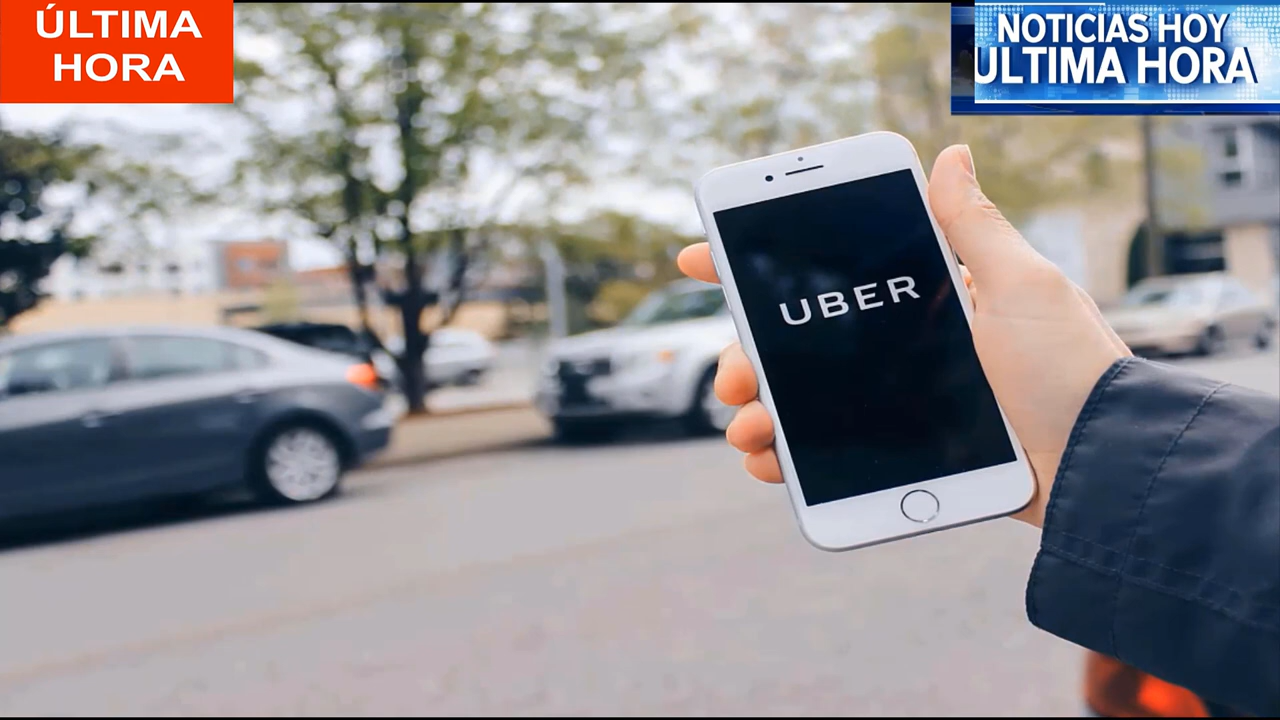 ÚLTIMA
HORA
NOTICIAS HOY
ULTIMA HORA
UBER